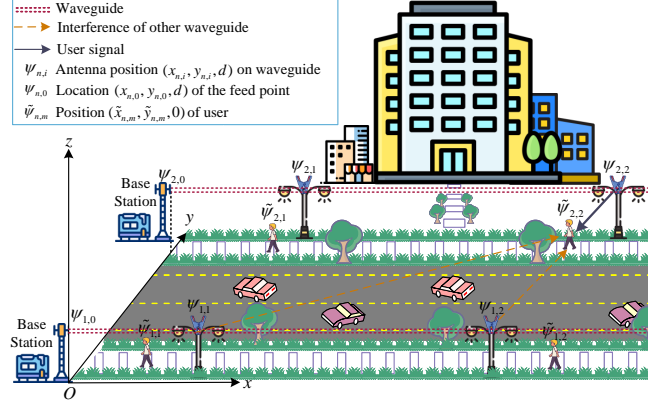 Waveguide
Interference of other waveguide
User signal
ψn,i Antenna position (xn,i, yn,i, d) on waveguide
ψn,0 Location (xn,0, yn,0, d) of the feed point
ψ̃n,m Position (x̃n,m, ỹn,m, 0) of user
z
ψ2,1
ψ2,2
ψ2,0
Base
Station
ψ̃2,1
ψ̃2,2
y
ψ1,0
ψ1,1
ψ1,2
Base
Station
ψ̃1,1
ψ̃1,2
O
x